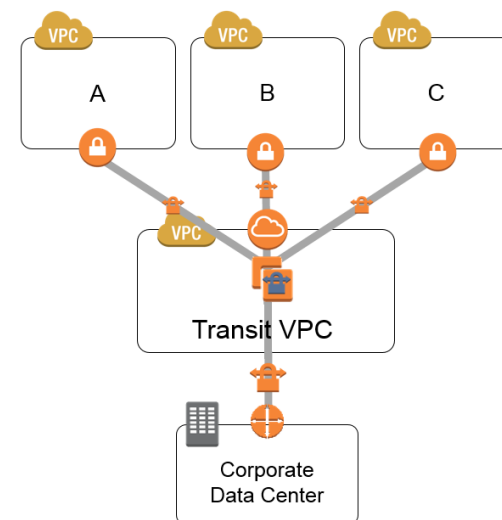 VPC
VPC
VPC
A
B
C
VPC
Transit VPC
Corporate
Data Center